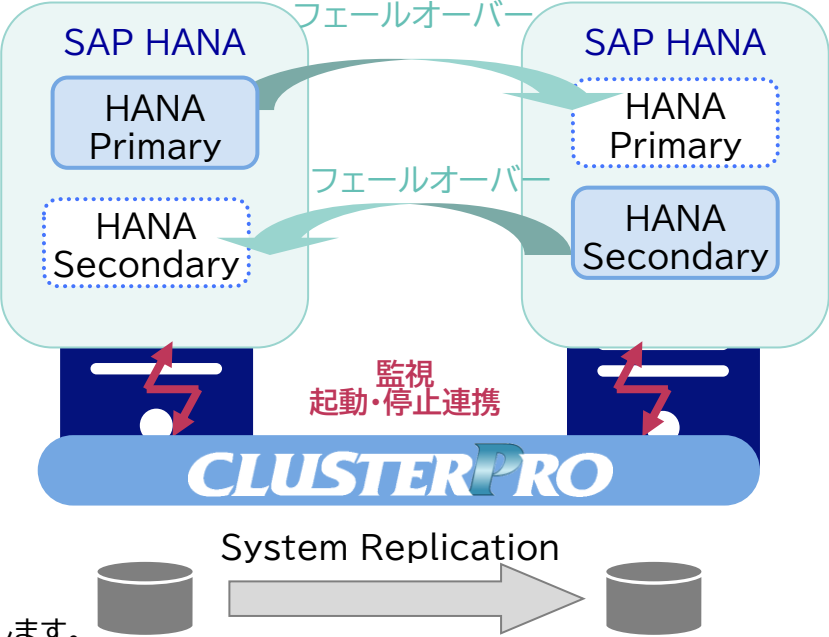 フェールオーバー
SAP HANA
SAP HANA
HANA
Primary
HANA
Primary
フェールオーバー
HANA
Secondary
HANA
Secondary
監視
起動・停止連携
CLUSTERPRO
System Replication
します。